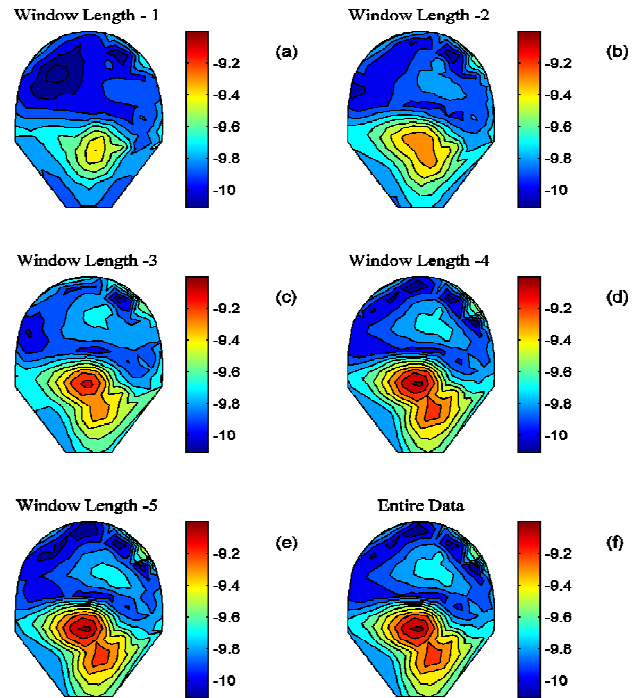 Window Length - 1
-9.2
-9.4
-9.6
-9.8
-10
(a)
Window Length -2
-9.2
-9.4
-9.6
-9.8
-10
(b)
Window Length -3
-9.2
-9.4
-9.6
-9.8
-10
(c)
Window Length -4
-9.2
-9.4
-9.6
-9.8
-10
(d)
Window Length -5
-9.2
-9.4
-9.6
-9.8
-10
(e)
Entire Data
-9.2
-9.4
-9.6
-9.8
-10
(f)